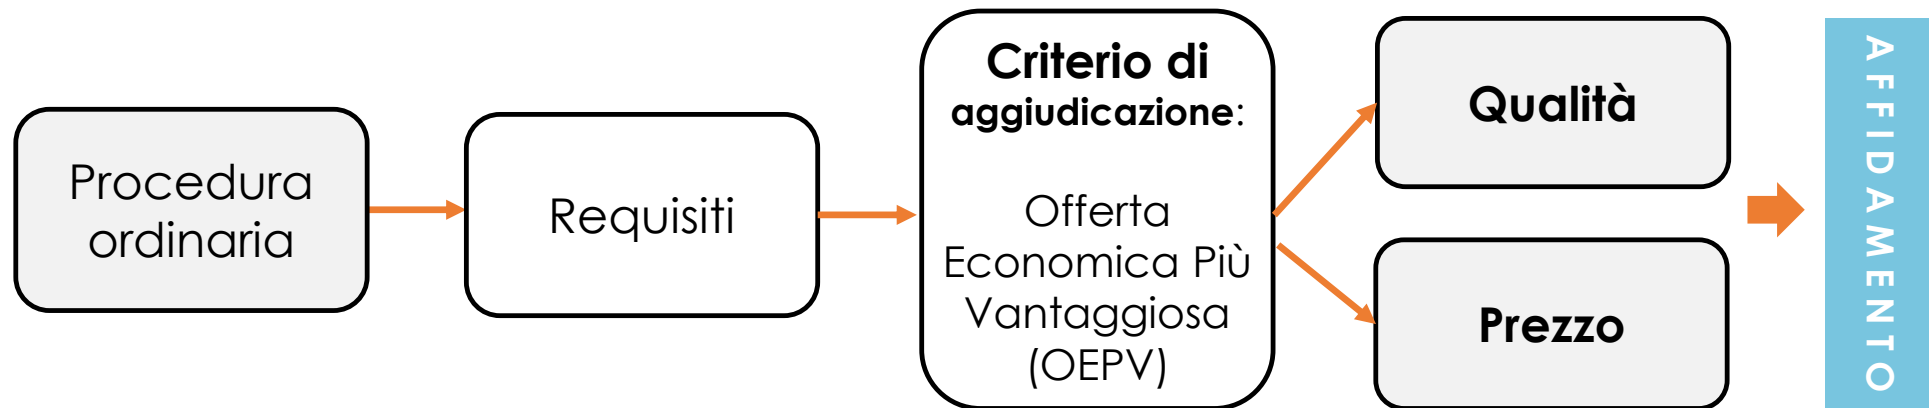 Procedura
ordinaria
Requisiti
Criterio di
aggiudicazione:
Offerta
Economica Più
Vantaggiosa
(OEPV)
Qualità
Prezzo
AFFIDAMENTO